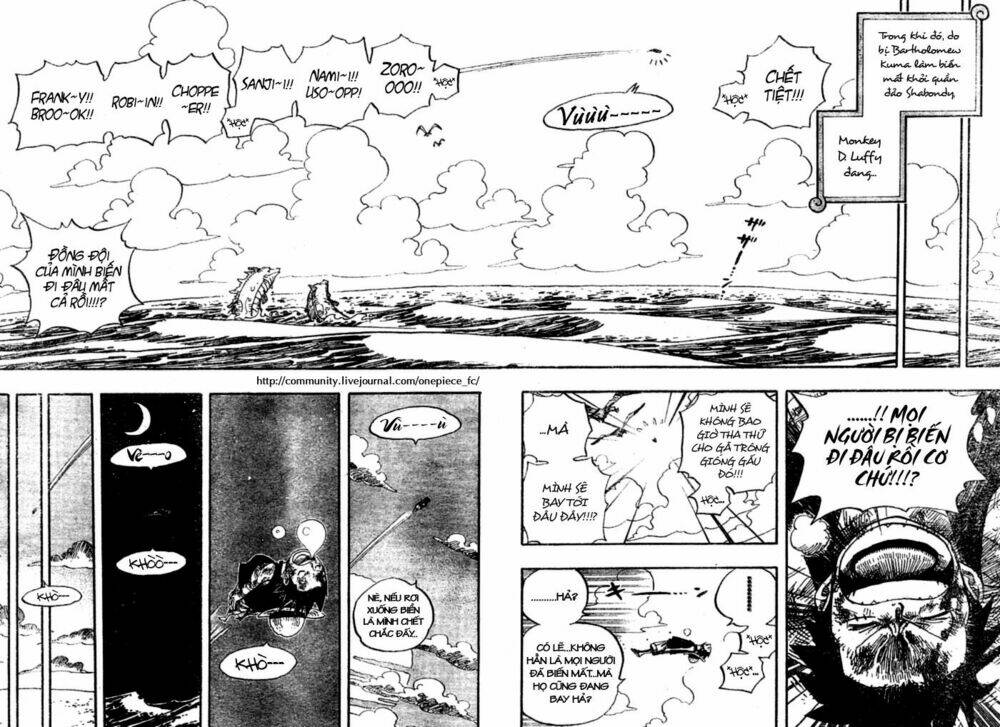 Trong khi đó, do
bị Bartholomew
Kuma làm biến
mất khỏi quần
đảo Shabondy,
Monkey
D. Luffy
đang...
CHẾT
TIỆT!!!
*HỘC*
VÙÙÙ~~~~~
ZORO~
OOO!!
*HỘC*
NAMI~I!!
USO~OPP!
SANJI~I!!
*HỘC*
CHOPPE
~ER!!
ROBI~IN!!
FRANK~Y!!
BROO~OK!!
ĐỒNG ĐỘI
CỦA MÌNH BIẾN
ĐI ĐÂU MẤT
CẢ RỒI!!!?
ザザ
http://community.livejournal.com/onepiece_fc/
.......!! MỌI
NGƯỜI BỊ BIẾN
ĐI ĐÂU RỒI CƠ
CHỨ!!!?
MÌNH SẼ
KHÔNG BAO
GIỜ THA THỨ
CHO GÃ TRÔNG
GIỐNG GẤU
ĐÓ!!!
HỘC...
...MÀ
MÌNH SẼ
BAY TỚI
ĐÂU ĐÂY!!!?
*HỘC*
*HỘC*
..........HẢ?
CÓ LẼ...KHÔNG
HẲN LÀ MỌI NGƯỜI
ĐÃ BIẾN MẤT...MÀ
HỌ CŨNG ĐANG
BAY HẢ?
VÙ-----Ù
NÈ, NẾU RƠI
XUỐNG BIỂN
LÀ MÌNH CHẾT
CHẮC ĐẤY...
KHÒ---
KHÒÒ---
KHÒ---